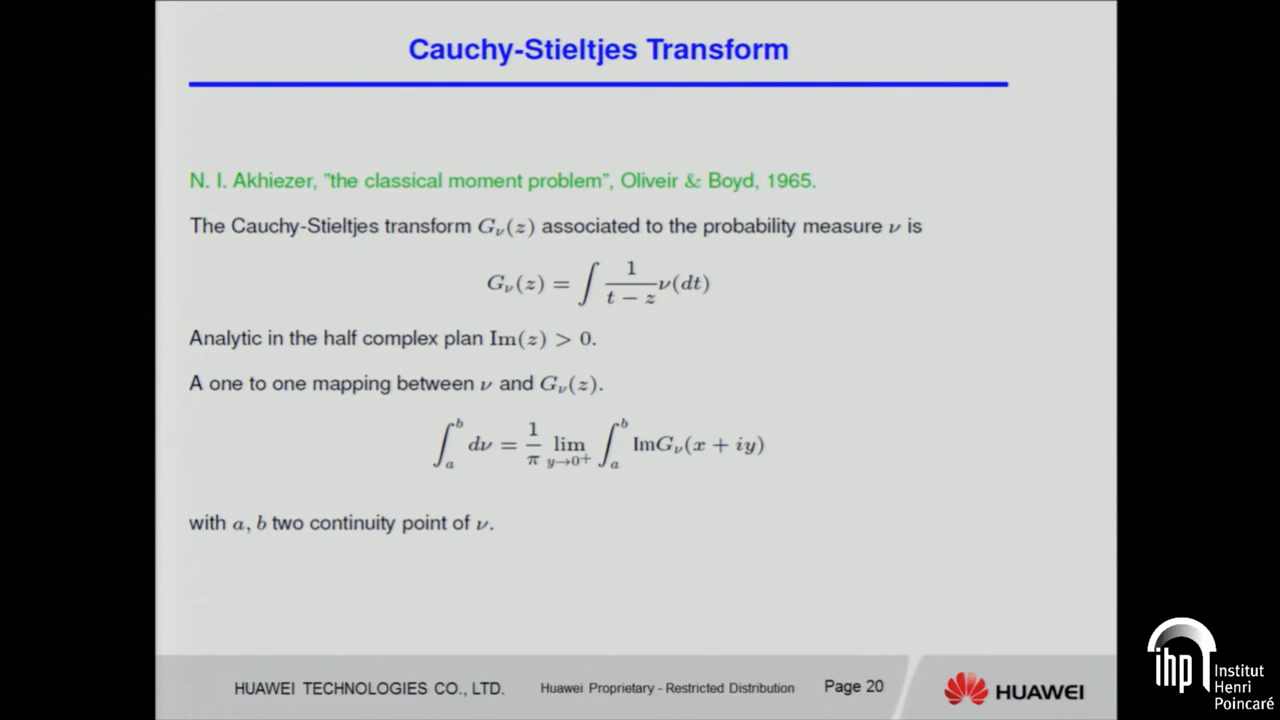 Cauchy-Stieltjes Transform
N. I. Akhiezer, "the classical moment problem", Oliveir & Boyd, 1965.
The Cauchy-Stieltjes transform G_ν(z) associated to the probability measure ν is
G_ν(z) = ∫ 1/(t − z) ν(dt)
Analytic in the half complex plan Im(z) > 0.
A one to one mapping between ν and G_ν(z).
∫_a^b dν = 1/π lim_{y→0⁺} ∫_a^b ImG_ν(x + iy)
with a, b two continuity point of ν.
HUAWEI TECHNOLOGIES CO., LTD.
Huawei Proprietary - Restricted Distribution
Page 20
HUAWEI
ihp
Institut
Henri
Poincaré